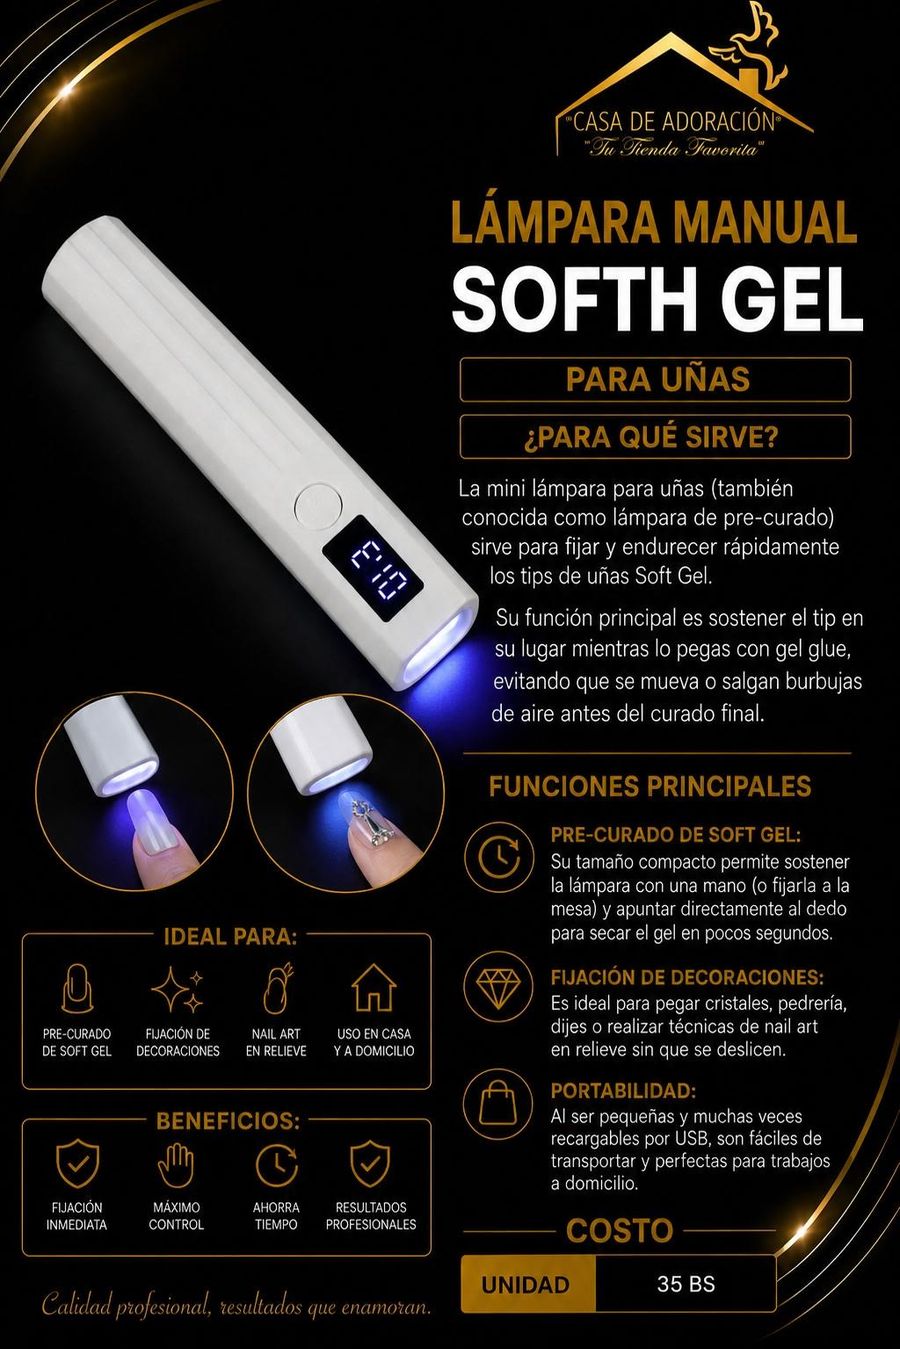 "CASA DE ADORACIÓN"
"Tu Tienda Favorita"
LÁMPARA MANUAL
SOFTH GEL
PARA UÑAS
¿PARA QUÉ SIRVE?
La mini lámpara para uñas (también
conocida como lámpara de pre-curado)
sirve para fijar y endurecer rápidamente
los tips de uñas Soft Gel.
Su función principal es sostener el tip en
su lugar mientras lo pegas con gel glue,
evitando que se mueva o salgan burbujas
de aire antes del curado final.
FUNCIONES PRINCIPALES
PRE-CURADO DE SOFT GEL:
Su tamaño compacto permite sostener
la lámpara con una mano (o fijarla a la
mesa) y apuntar directamente al dedo
para secar el gel en pocos segundos.
FIJACIÓN DE DECORACIONES:
Es ideal para pegar cristales, pedrería,
dijes o realizar técnicas de nail art
en relieve sin que se deslicen.
PORTABILIDAD:
Al ser pequeñas y muchas veces
recargables por USB, son fáciles de
transportar y perfectas para trabajos
a domicilio.
IDEAL PARA:
PRE-CURADO
DE SOFT GEL
FIJACIÓN DE
DECORACIONES
NAIL ART
EN RELIEVE
USO EN CASA
Y A DOMICILIO
BENEFICIOS:
FIJACIÓN
INMEDIATA
MÁXIMO
CONTROL
AHORRA
TIEMPO
RESULTADOS
PROFESIONALES
Calidad profesional, resultados que enamoran.
COSTO
UNIDAD 35 BS